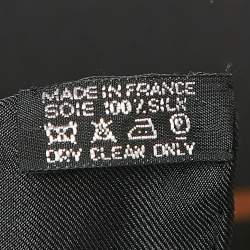 MADE IN FRANCE
SOIE 100% SILK
DRY CLEAN ONLY